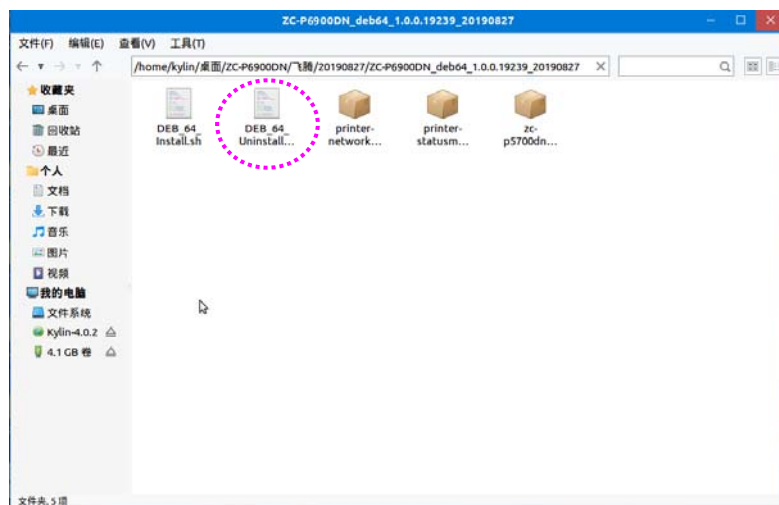 ZC-P6900DN_deb64_1.0.0.19239_20190827
文件(F) 编辑(E) 查看(V) 工具(T)
/home/kylin/桌面/ZC-P6900DN/飞腾/20190827/ZC-P6900DN_deb64_1.0.0.19239_20190827
收藏夹
桌面
回收站
最近
个人
文档
下载
音乐
图片
视频
我的电脑
文件系统
Kylin-4.0.2
4.1 GB 卷
DEB_64_
Install.sh
DEB_64_
Uninstall...
printer-
network...
printer-
statusm...
zc-
p5700dn...
文件夹, 5 项